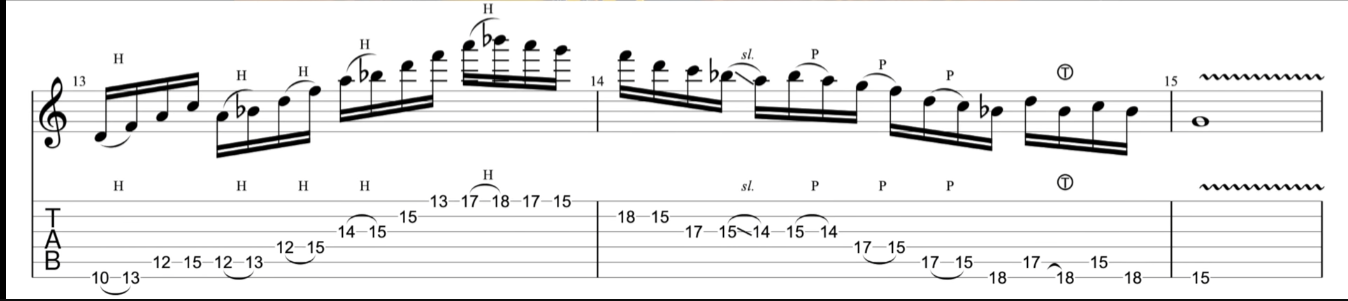 H H H H H
13 14 sl. P P P Ⓣ 15
H H H H H sl. P P P Ⓣ
T 13 17 18 17 15
18 15 15
A 14 15 17 15 14 15 14
12 15 17 15
B 12 15 12 13 17 15 17 15
10 13 18 18 18 15